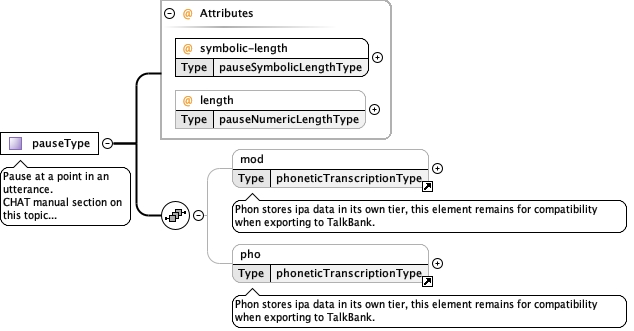 @ Attributes
@ symbolic-length
Type pauseSymbolicLengthType
@ length
Type pauseNumericLengthType
pauseType
Pause at a point in an
utterance.
CHAT manual section on
this topic...
mod
Type phoneticTranscriptionType
Phon stores ipa data in its own tier, this element remains for compatibility
when exporting to TalkBank.
pho
Type phoneticTranscriptionType
Phon stores ipa data in its own tier, this element remains for compatibility
when exporting to TalkBank.